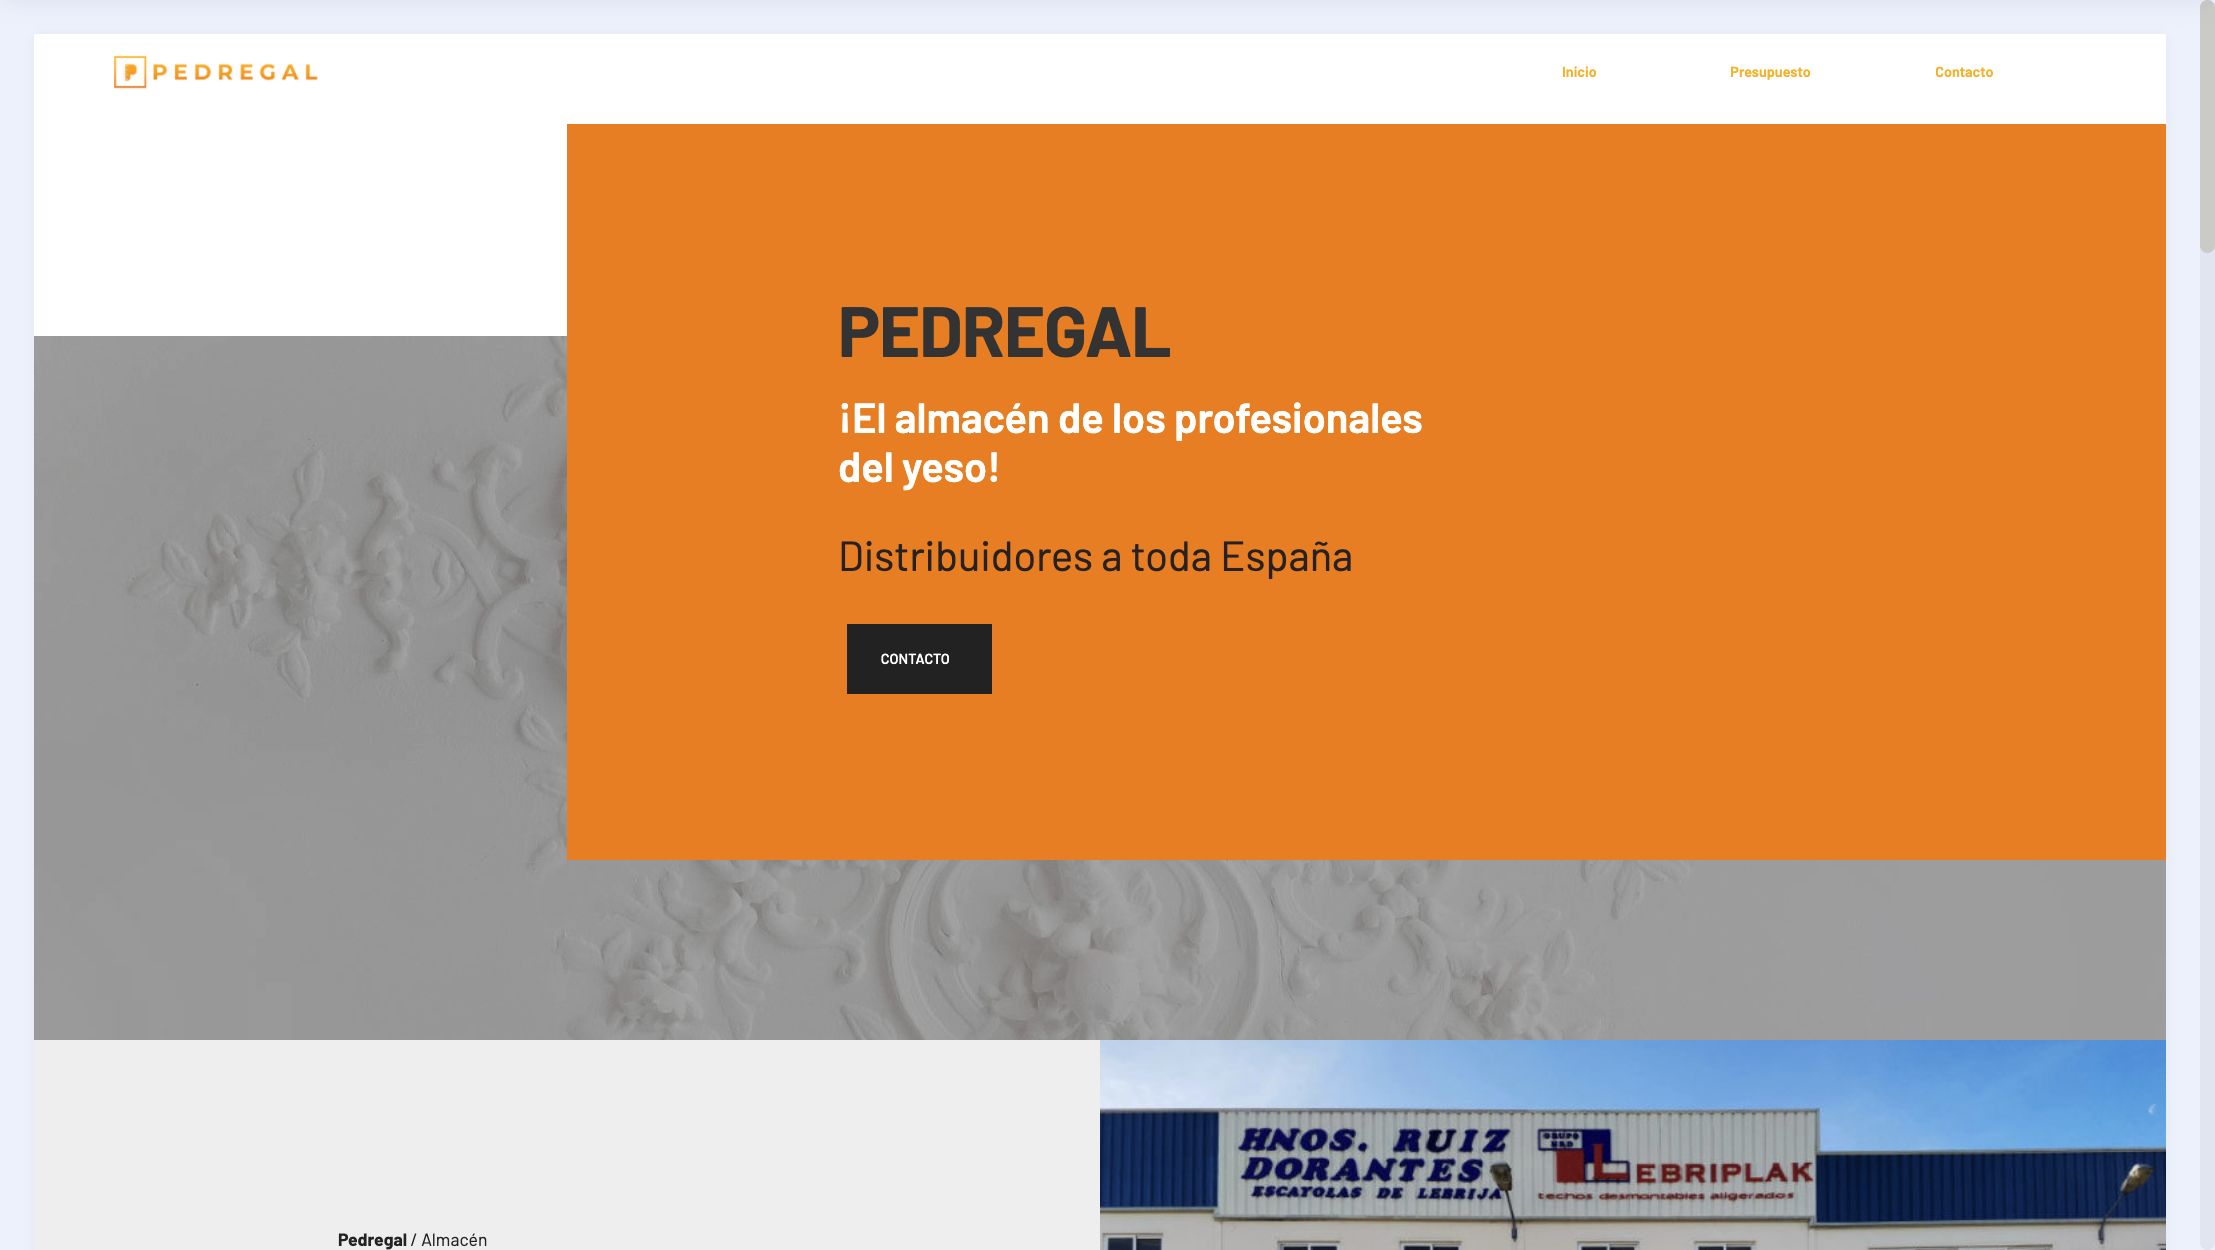 PEDREGAL
Inicio
Presupuesto
Contacto
PEDREGAL
¡El almacén de los profesionales
del yeso!
Distribuidores a toda España
CONTACTO
HNOS. RUIZ
DORANTES
ESCAYOLAS DE LEBRIJA
GRUPO
HRD
LEBRIPLAK
techos desmontables aligerados
Pedregal / Almacén